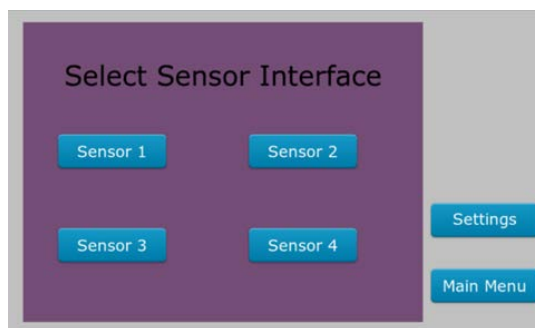 Select Sensor Interface
Sensor 1
Sensor 2
Sensor 3
Sensor 4
Settings
Main Menu